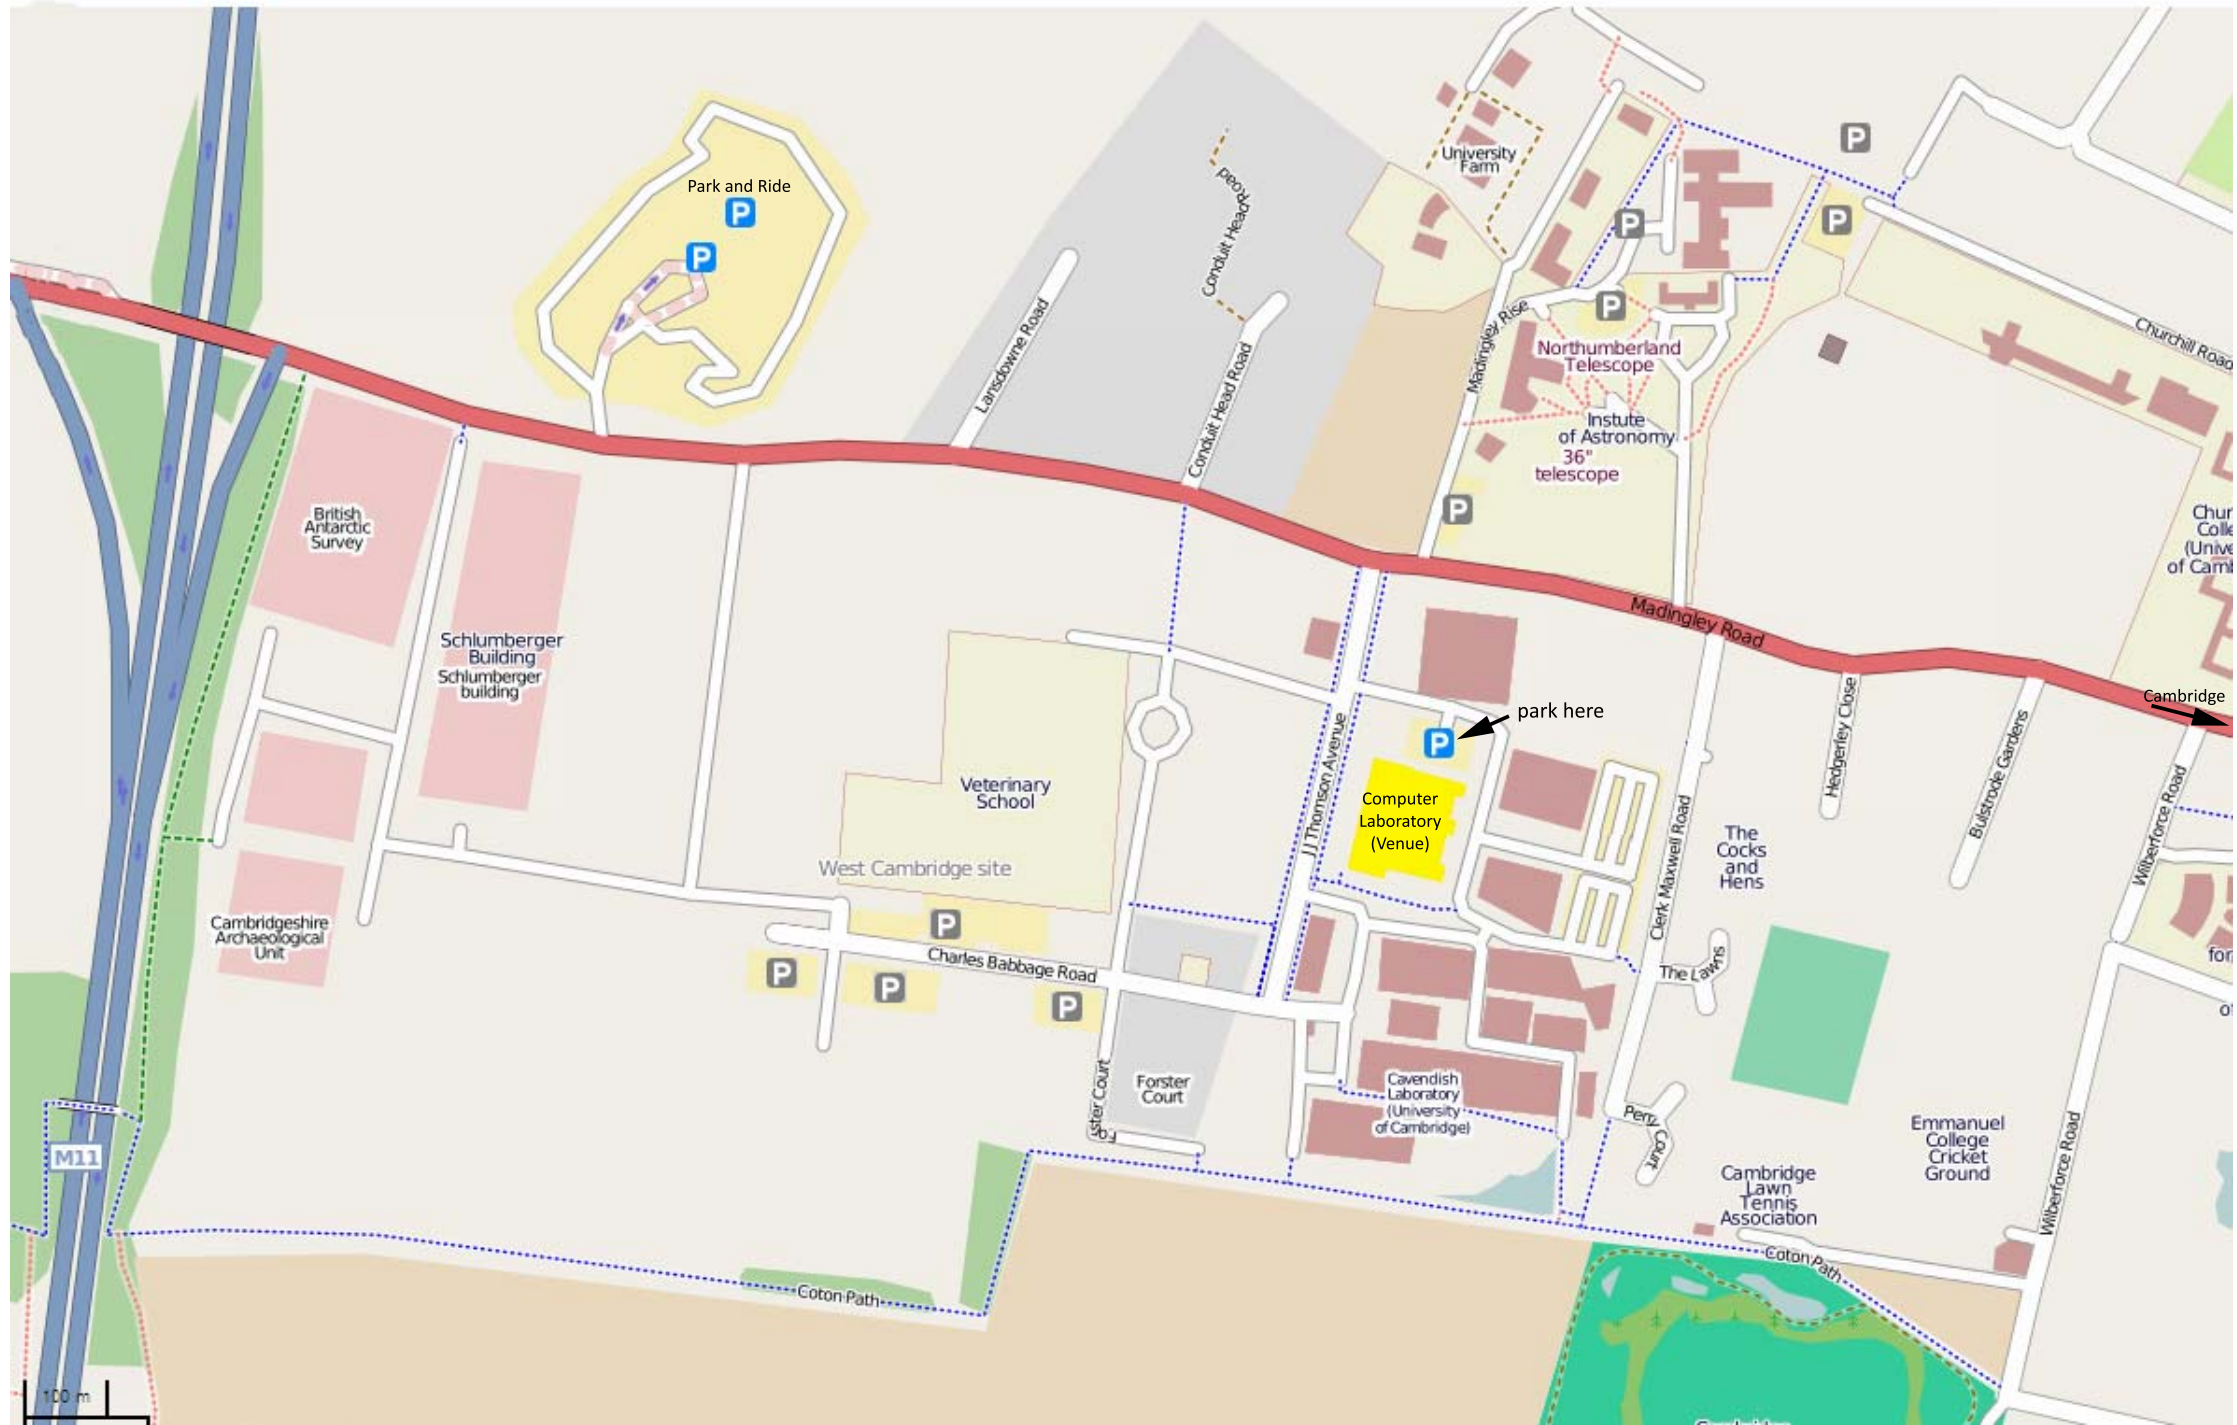 Park and Ride
P
P
Lansdowne Road
Conduit Head Road
Conduit Head Road
University
Farm
P
P
P
P
P
Madingley Rise
Northumberland
Telescope
Instute
of Astronomy
36"
telescope
Churchill Road
British
Antarctic
Survey
Schlumberger
Building
Schlumberger
building
Madingley Road
Cambridge
park here
P
Computer
Laboratory
(Venue)
JJ Thomson Avenue
Clerk Maxwell Road
Hedgerley Close
Bulstrode Gardens
Wilberforce Road
The
Cocks
and
Hens
Veterinary
School
West Cambridge site
Cambridgeshire
Archaeological
Unit
P
P
P
P
Charles Babbage Road
The Lawns
Forster
Court
Cavendish
Laboratory
(University
of Cambridge)
Perry Court
Emmanuel
College
Cricket
Ground
Cambridge
Lawn
Tennis
Association
Wilberforce Road
Coton Path
Coton Path
M11
100 m